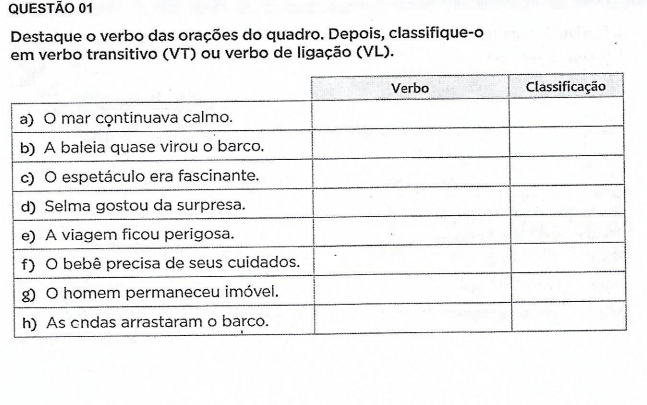 QUESTÃO 01
Destaque o verbo das orações do quadro. Depois, classifique-o
em verbo transitivo (VT) ou verbo de ligação (VL).
Verbo Classificação
a) O mar continuava calmo.
b) A baleia quase virou o barco.
c) O espetáculo era fascinante.
d) Selma gostou da surpresa.
e) A viagem ficou perigosa.
f) O bebê precisa de seus cuidados.
g) O homem permaneceu imóvel.
h) As ondas arrastaram o barco.